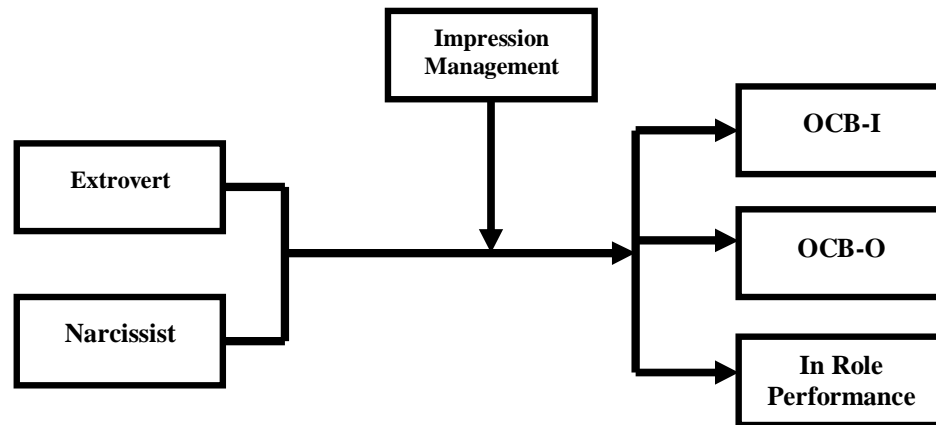 Impression
Management
Extrovert
Narcissist
OCB-I
OCB-O
In Role
Performance